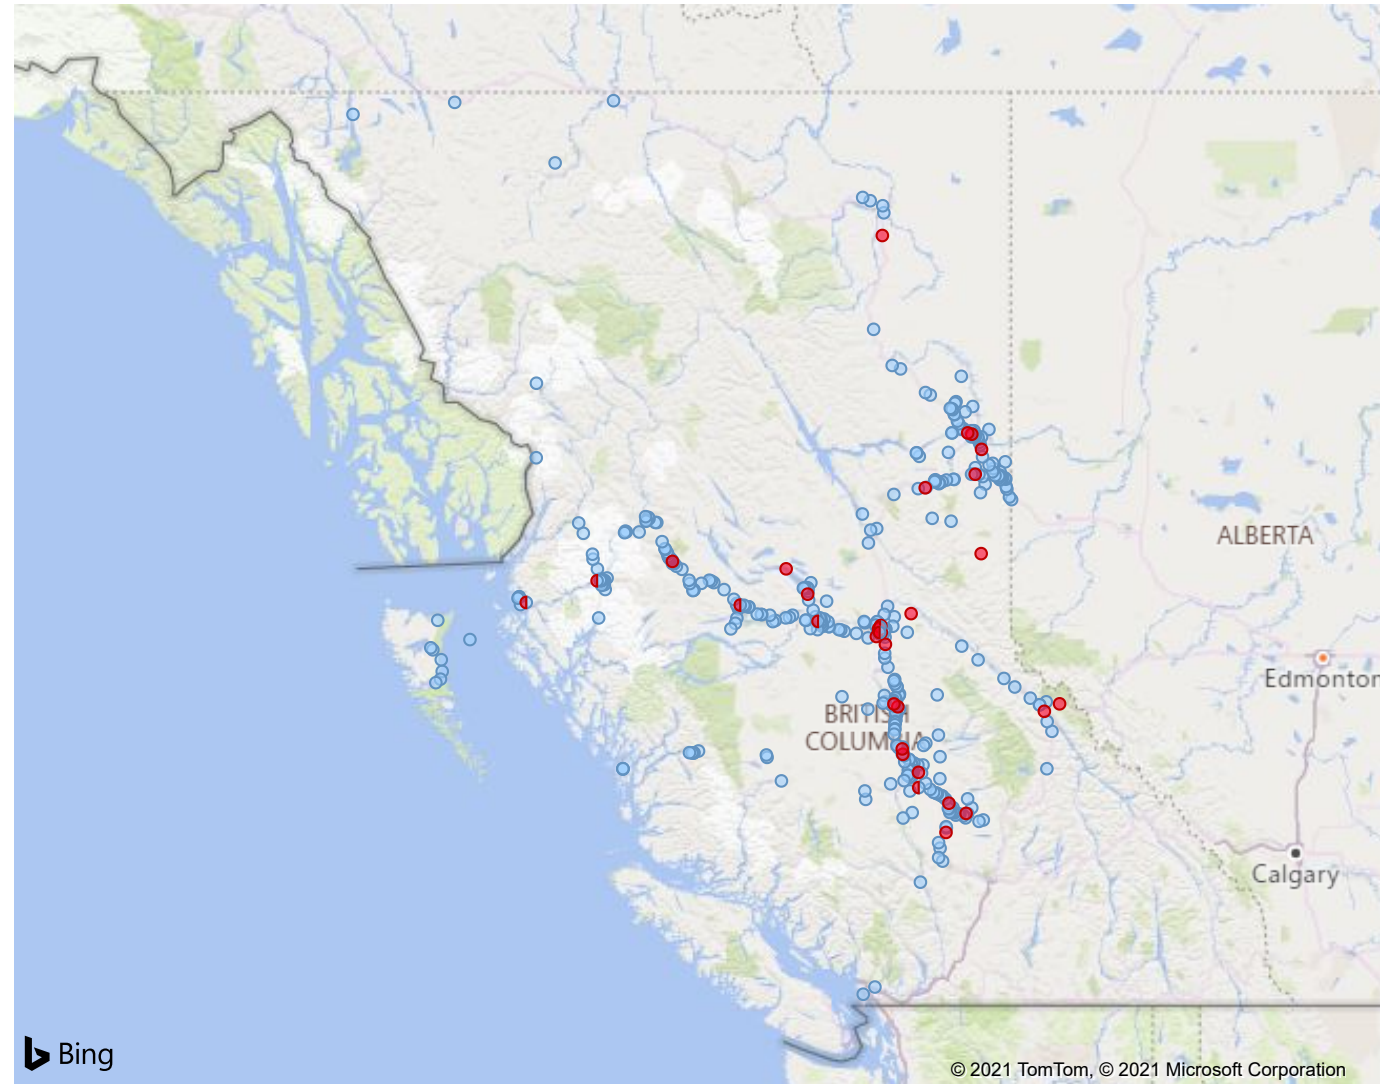 ALBERTA
Edmonton
BRITISH
COLUMBIA
Calgary
Bing
© 2021 TomTom, © 2021 Microsoft Corporation